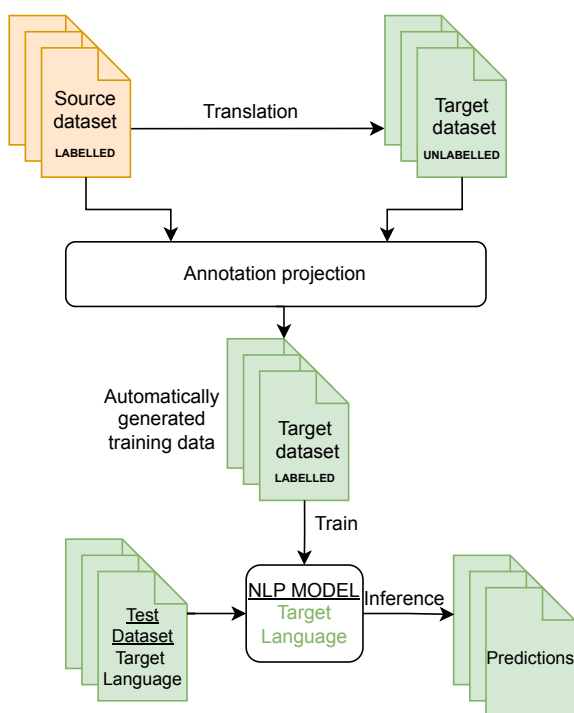 Source
dataset
LABELLED
Translation
Target
dataset
UNLABELLED
Annotation projection
Automatically
generated
training data
Target
dataset
LABELLED
Train
Test
Dataset
Target
Language
NLP MODEL
Target
Language
Inference
Predictions